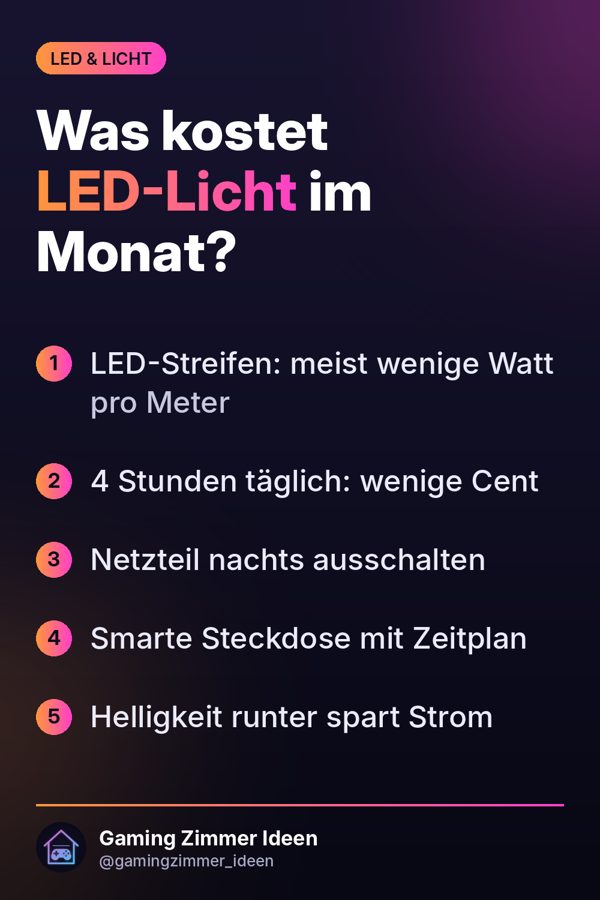 LED & LICHT
Was kostet
LED-Licht im
Monat?
1 LED-Streifen: meist wenige Watt
pro Meter
2 4 Stunden täglich: wenige Cent
3 Netzteil nachts ausschalten
4 Smarte Steckdose mit Zeitplan
5 Helligkeit runter spart Strom
Gaming Zimmer Ideen
@gamingzimmer_ideen